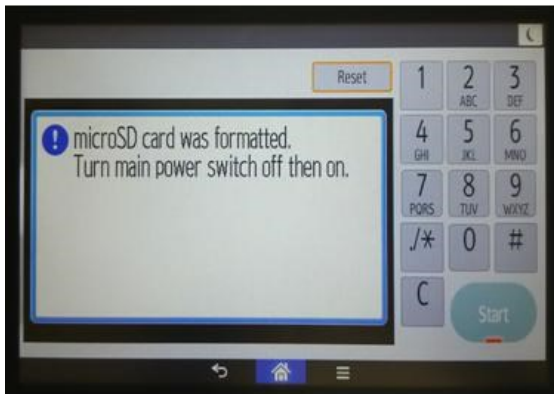 Reset
microSD card was formatted.
Turn main power switch off then on.
1
2
ABC
3
DEF
4
GHI
5
JKL
6
MNO
7
PQRS
8
TUV
9
WXYZ
./*
0
#
C
Start